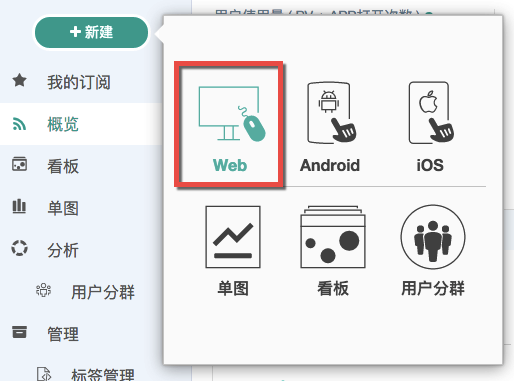 用户使用量 (PV + APP打开次数)
+ 新建
我的订阅
概览
看板
单图
分析
用户分群
管理
标签管理
Web
Android
iOS
单图
看板
用户分群